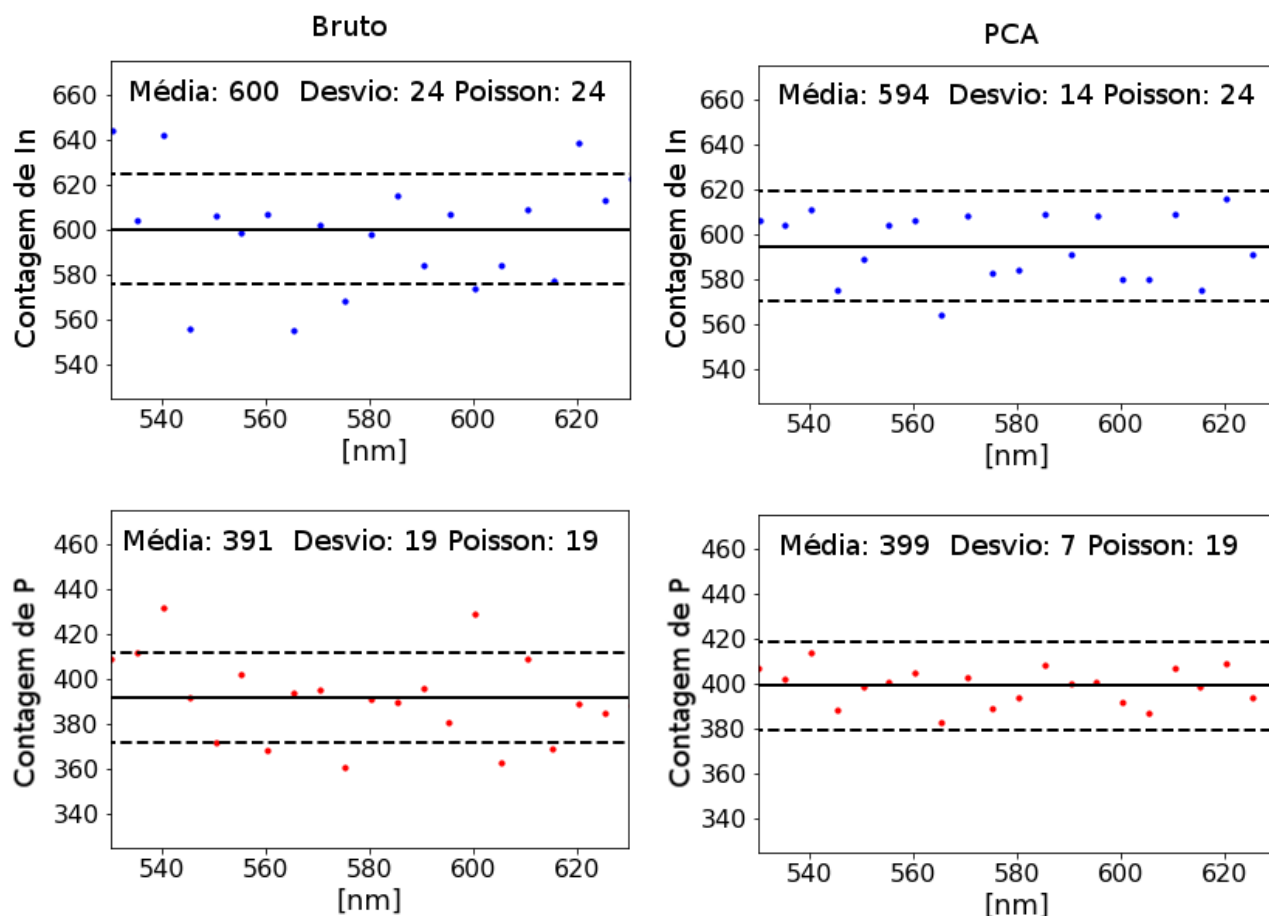 Bruto
Média: 600 Desvio: 24 Poisson: 24
Contagem de In
660
640
620
600
580
560
540
540 560 580 600 620
[nm]
PCA
Média: 594 Desvio: 14 Poisson: 24
Contagem de In
660
640
620
600
580
560
540
540 560 580 600 620
[nm]
Média: 391 Desvio: 19 Poisson: 19
Contagem de P
460
440
420
400
380
360
340
540 560 580 600 620
[nm]
Média: 399 Desvio: 7 Poisson: 19
Contagem de P
460
440
420
400
380
360
340
540 560 580 600 620
[nm]